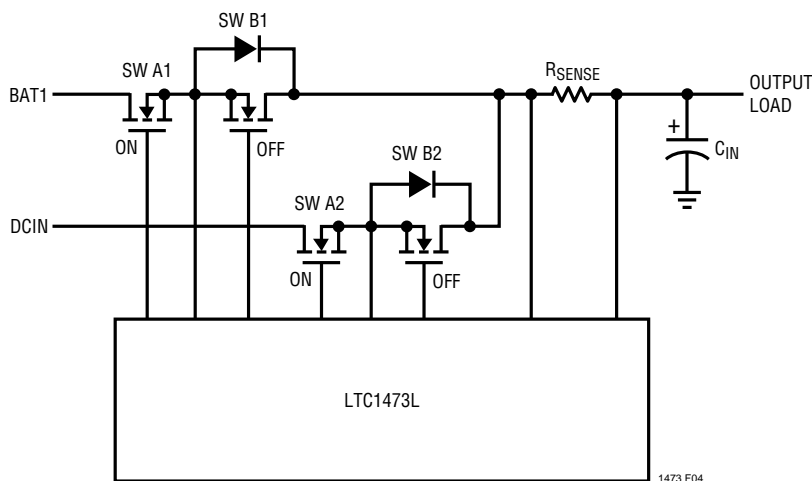 SW B1
SW A1
BAT1
ON
OFF
RSENSE
OUTPUT
LOAD
+
CIN
SW B2
SW A2
DCIN
ON
OFF
LTC1473L
1473 F04